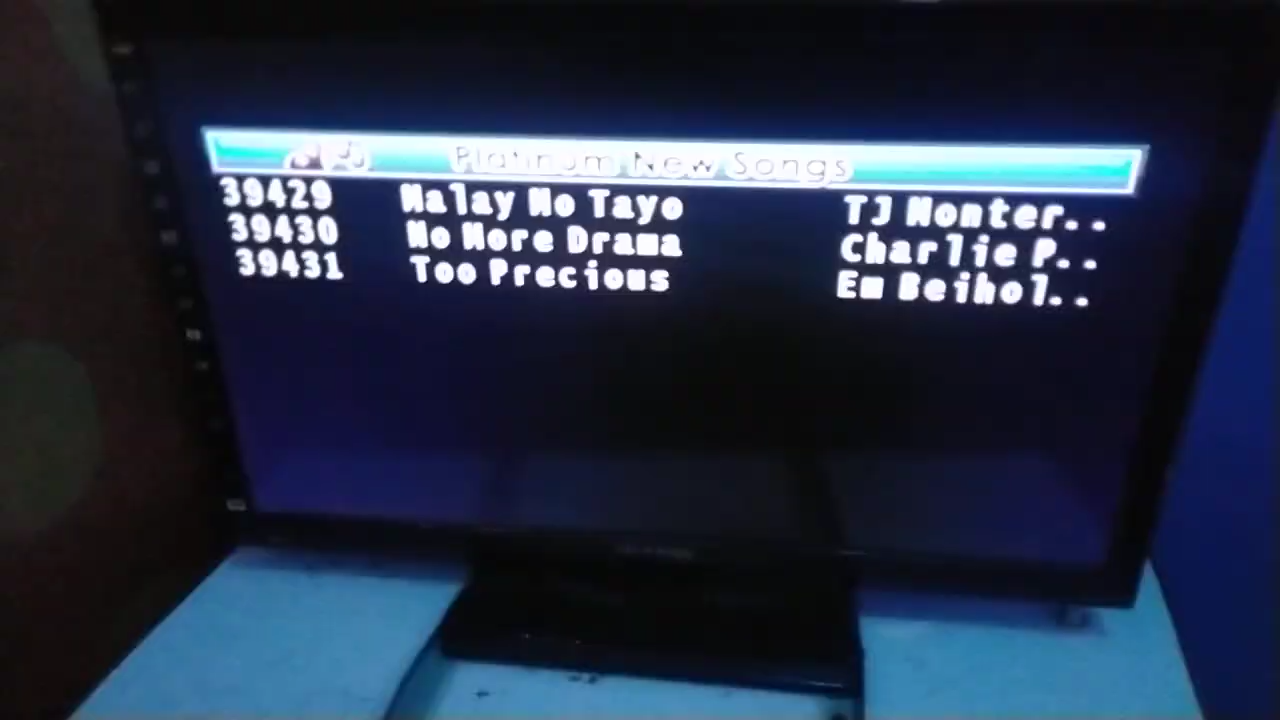 Platinum New Songs
39429 Malay Mo Tayo TJ Monter..
39430 No More Drama Charlie P..
39431 Too Precious Em Beihol..